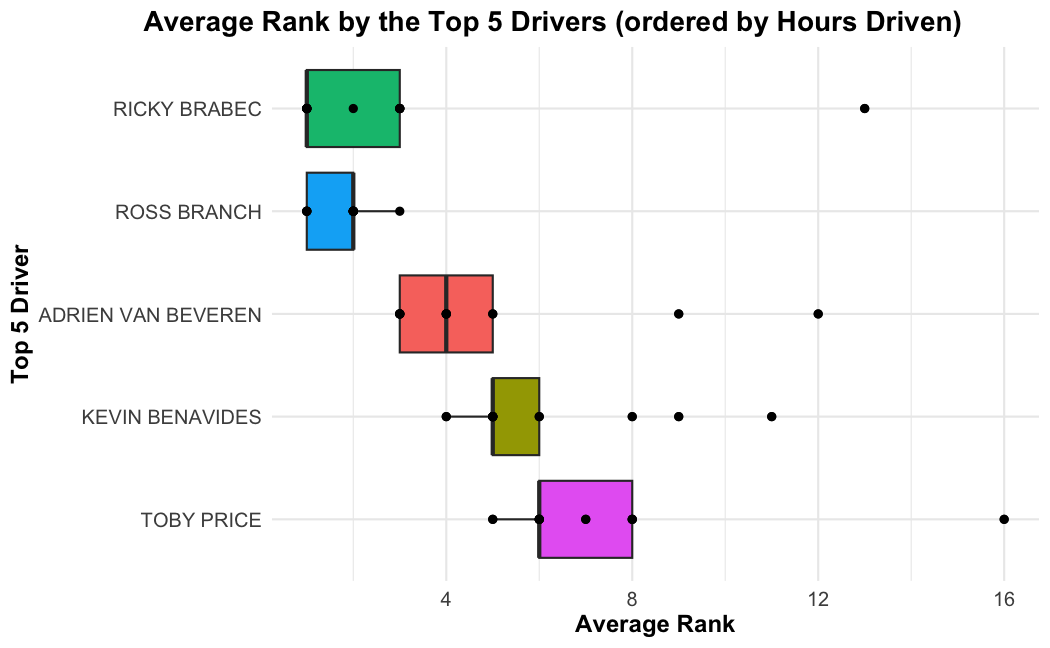 Average Rank by the Top 5 Drivers (ordered by Hours Driven)
Top 5 Driver
RICKY BRABEC
ROSS BRANCH
ADRIEN VAN BEVEREN
KEVIN BENAVIDES
TOBY PRICE
4 8 12 16
Average Rank